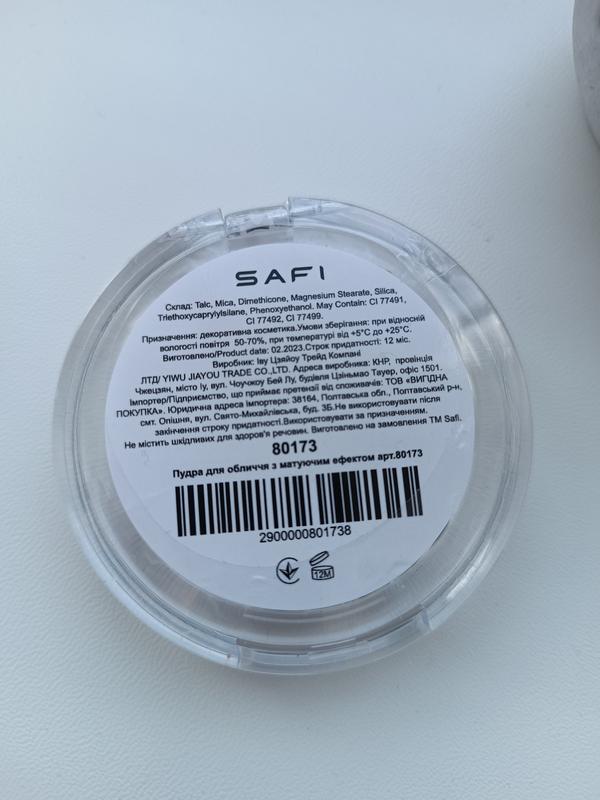 SAFI
Склад: Talc, Mica, Dimethicone, Magnesium Stearate, Silica,
Triethoxycaprylylsilane, Phenoxyethanol. May Contain: CI 77491,
CI 77492, CI 77499.
Призначення: декоративна косметика.Умови зберігання: при відносній
вологості повітря 50-70%, при температурі від +5°С до +25°С.
Виготовлено/Product date: 02.2023.Строк придатності: 12 міс.
Виробник: Іву Цзяйоу Трейд Компані
ЛТД/ YIWU JIAYOU TRADE CO.,LTD. Адреса виробника: КНР, провінція
Чжецзян, місто Іу, вул. Чоучжоу Бей Лу, будівля Цзіньмао Тауер, офіс 1501.
Імпортер/Підприємство, що приймає претензії від споживачів: ТОВ «ВИГІДНА
ПОКУПКА». Юридична адреса імпортера: 38164, Полтавська обл., Полтавський р-н,
смт. Опішня, вул. Свято-Михайлівська, буд. 3Б.Не використовувати після
закінчення строку придатності.Використовувати за призначенням.
Не містить шкідливих для здоров'я речовин. Виготовлено на замовлення ТМ Safi.
80173
Пудра для обличчя з матуючим ефектом арт.80173
2900000801738
12M